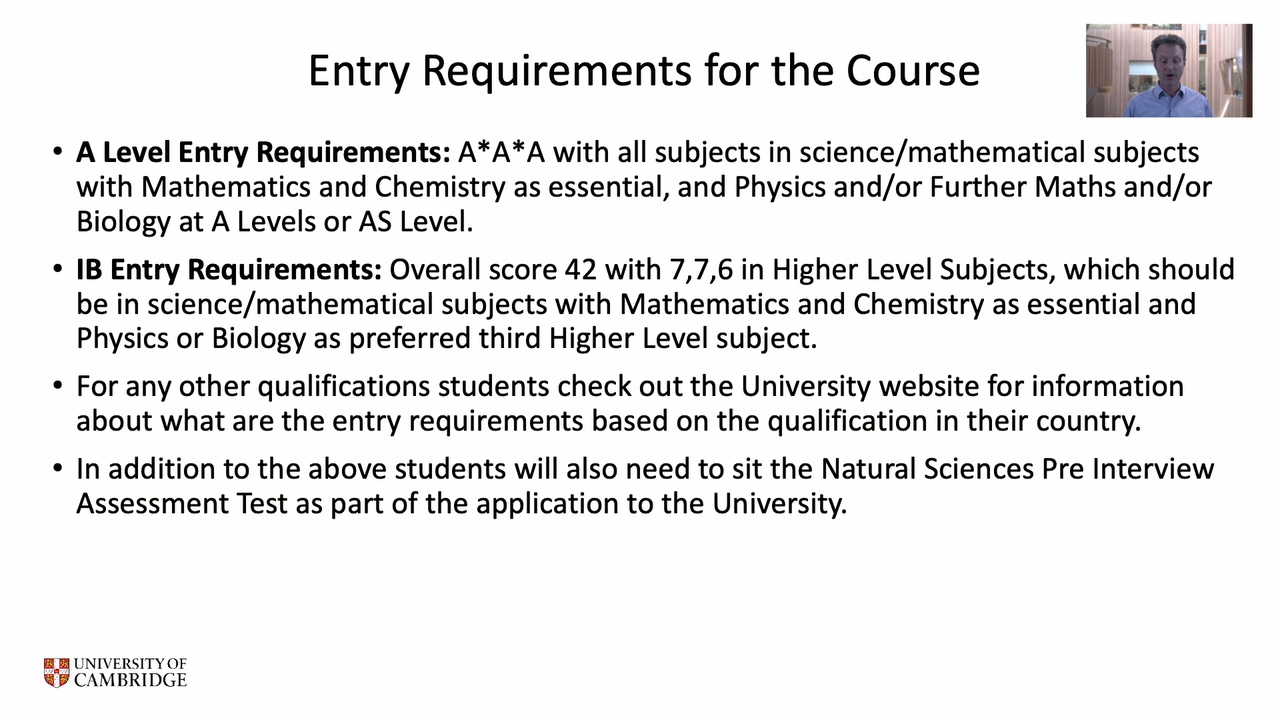 Entry Requirements for the Course
• A Level Entry Requirements: A*A*A with all subjects in science/mathematical subjects
with Mathematics and Chemistry as essential, and Physics and/or Further Maths and/or
Biology at A Levels or AS Level.
• IB Entry Requirements: Overall score 42 with 7,7,6 in Higher Level Subjects, which should
be in science/mathematical subjects with Mathematics and Chemistry as essential and
Physics or Biology as preferred third Higher Level subject.
• For any other qualifications students check out the University website for information
about what are the entry requirements based on the qualification in their country.
• In addition to the above students will also need to sit the Natural Sciences Pre Interview
Assessment Test as part of the application to the University.
UNIVERSITY OF
CAMBRIDGE